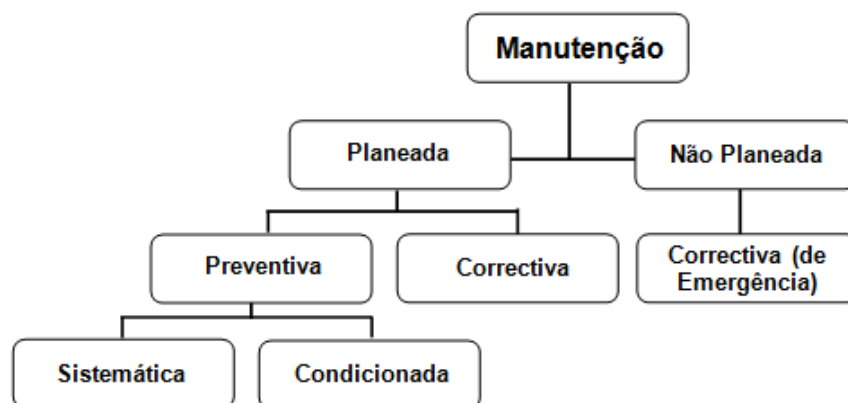 Manutenção
Planeada
Não Planeada
Preventiva
Correctiva
Correctiva (de
Emergência)
Sistemática
Condicionada